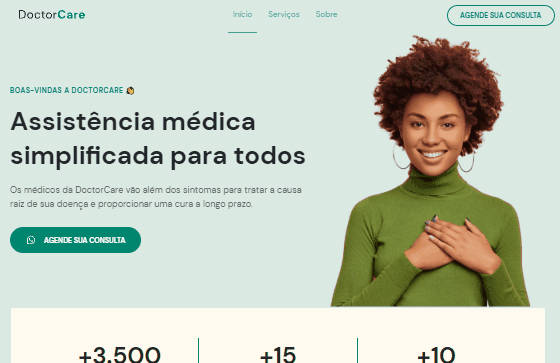 DoctorCare
Início Serviços Sobre
AGENDE SUA CONSULTA
BOAS-VINDAS A DOCTORCARE
Assistência médica
simplificada para todos
Os médicos da DoctorCare vão além dos sintomas para tratar a causa
raiz de sua doença e proporcionar uma cura a longo prazo.
AGENDE SUA CONSULTA
+3.500 +15 +10